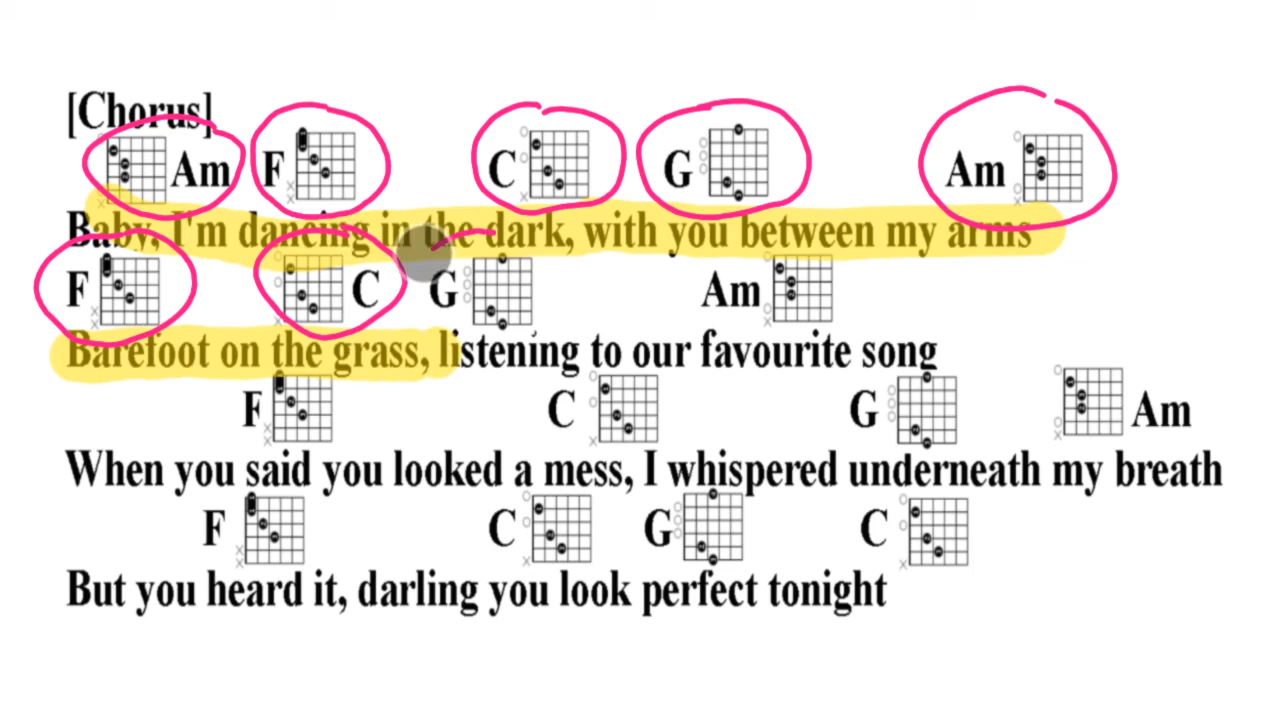 [Chorus]
Am F C G Am
Baby, I'm dancing in the dark, with you between my arms
F C G Am
Barefoot on the grass, listening to our favourite song
F C G Am
When you said you looked a mess, I whispered underneath my breath
F C G C
But you heard it, darling you look perfect tonight